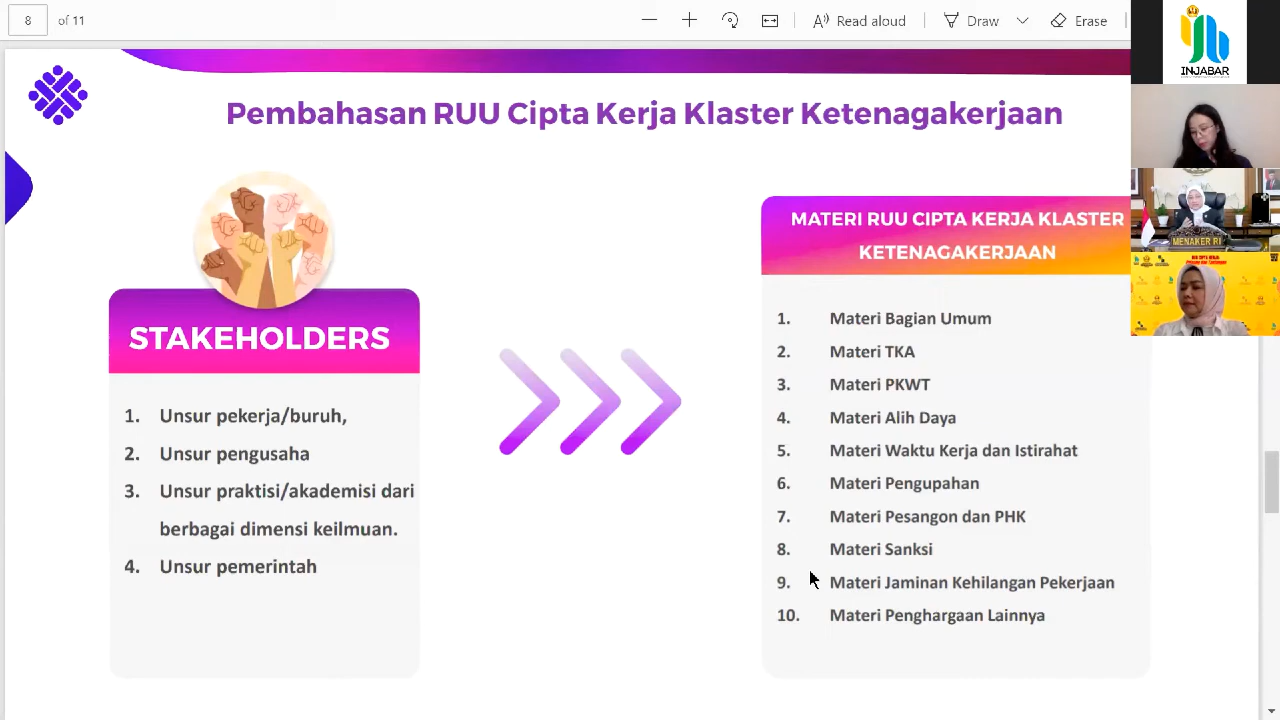 8 of 11
Read aloud
Draw
Erase
INJABAR
Pembahasan RUU Cipta Kerja Klaster Ketenagakerjaan
STAKEHOLDERS
1. Unsur pekerja/buruh,
2. Unsur pengusaha
3. Unsur praktisi/akademisi dari
berbagai dimensi keilmuan.
4. Unsur pemerintah
MATERI RUU CIPTA KERJA KLASTER
KETENAGAKERJAAN
1. Materi Bagian Umum
2. Materi TKA
3. Materi PKWT
4. Materi Alih Daya
5. Materi Waktu Kerja dan Istirahat
6. Materi Pengupahan
7. Materi Pesangon dan PHK
8. Materi Sanksi
9. Materi Jaminan Kehilangan Pekerjaan
10. Materi Penghargaan Lainnya
MENAKER RI